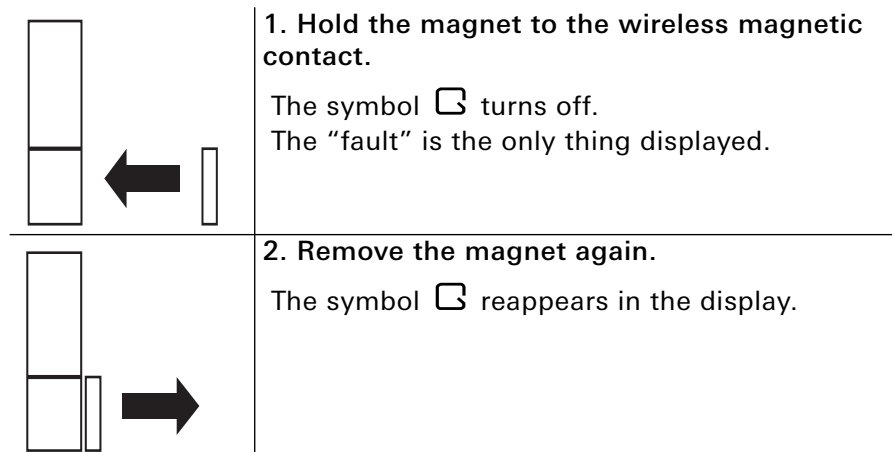 1. Hold the magnet to the wireless magnetic
contact.
The symbol turns off.
The “fault” is the only thing displayed.
2. Remove the magnet again.
The symbol reappears in the display.